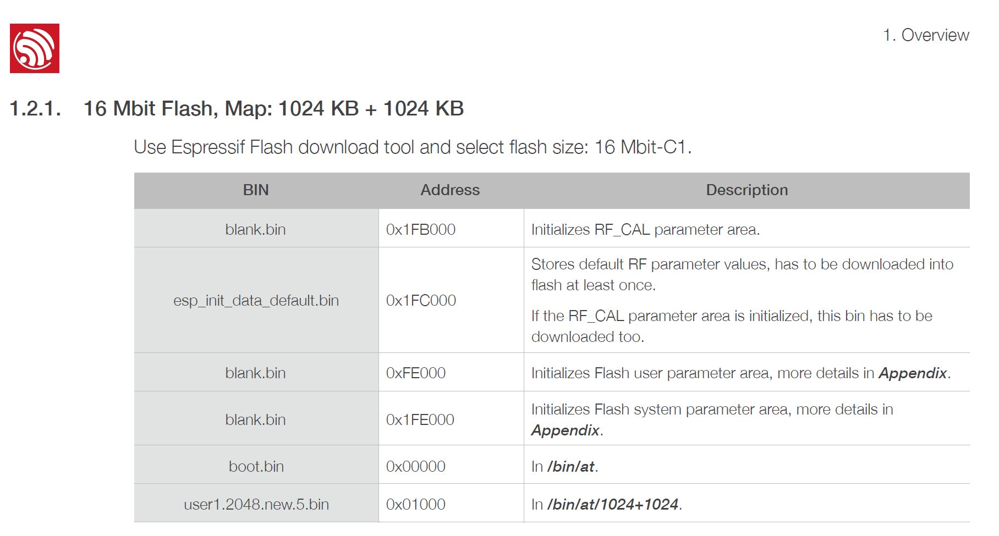 1. Overview
1.2.1. 16 Mbit Flash, Map: 1024 KB + 1024 KB
Use Espressif Flash download tool and select flash size: 16 Mbit-C1.
BIN Address Description
blank.bin 0x1FB000 Initializes RF_CAL parameter area.
esp_init_data_default.bin 0x1FC000 Stores default RF parameter values, has to be downloaded into
flash at least once.
If the RF_CAL parameter area is initialized, this bin has to be
downloaded too.
blank.bin 0xFE000 Initializes Flash user parameter area, more details in Appendix.
blank.bin 0x1FE000 Initializes Flash system parameter area, more details in
Appendix.
boot.bin 0x00000 In /bin/at.
user1.2048.new.5.bin 0x01000 In /bin/at/1024+1024.